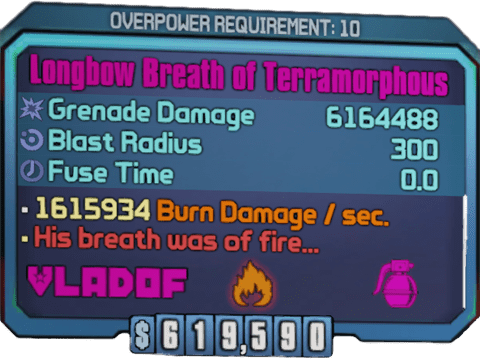 OVERPOWER REQUIREMENT: 10
Longbow Breath of Terramorphous
Grenade Damage 6164488
Blast Radius 300
Fuse Time 0.0
· 1615934 Burn Damage / sec.
· His breath was of fire...
VLADOF
$619,590